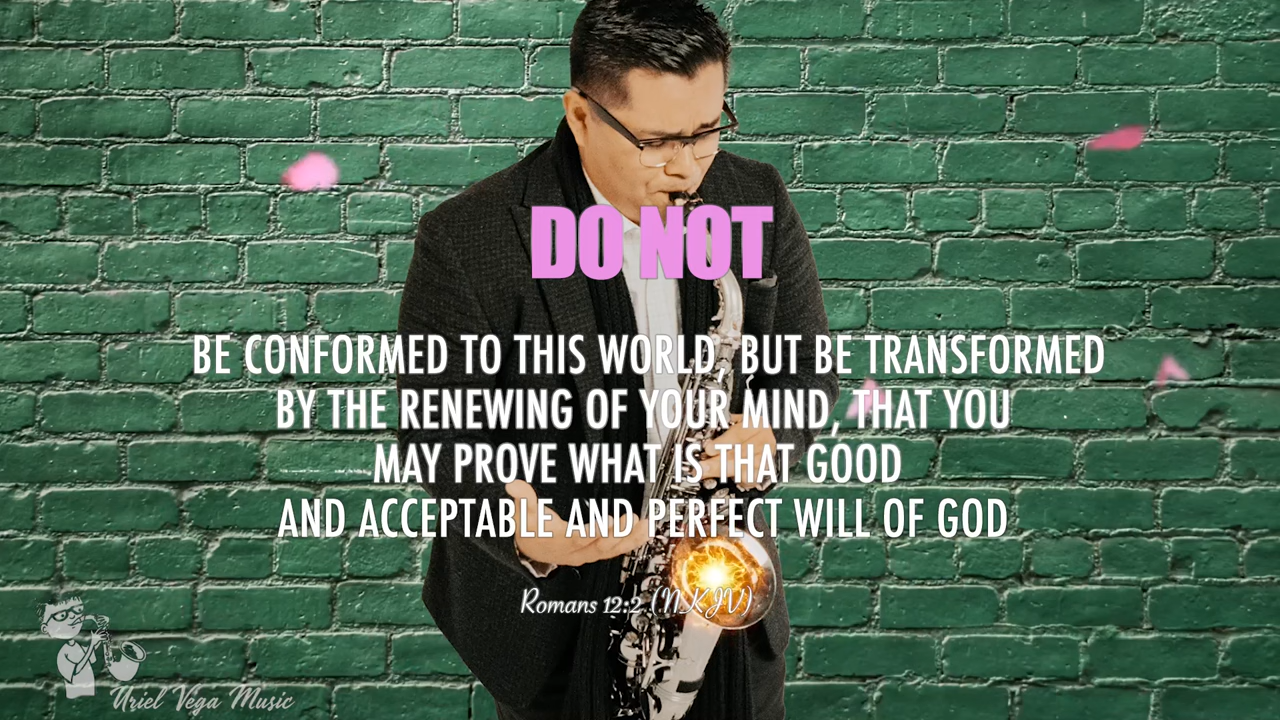 DO NOT
BE CONFORMED TO THIS WORLD, BUT BE TRANSFORMED
BY THE RENEWING OF YOUR MIND, THAT YOU
MAY PROVE WHAT IS THAT GOOD
AND ACCEPTABLE AND PERFECT WILL OF GOD
Romans 12:2 (NKJV)
Uriel Vega Music